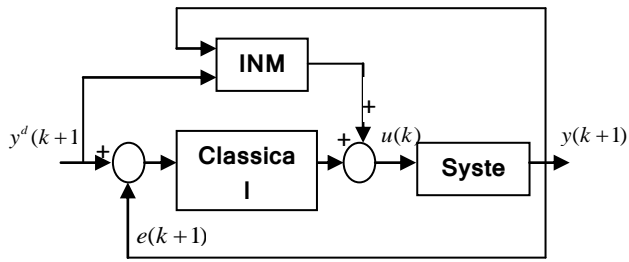 INM
+
y^d(k+1
+
Classica
l
+
u(k)
Syste
y(k+1)
e(k+1)